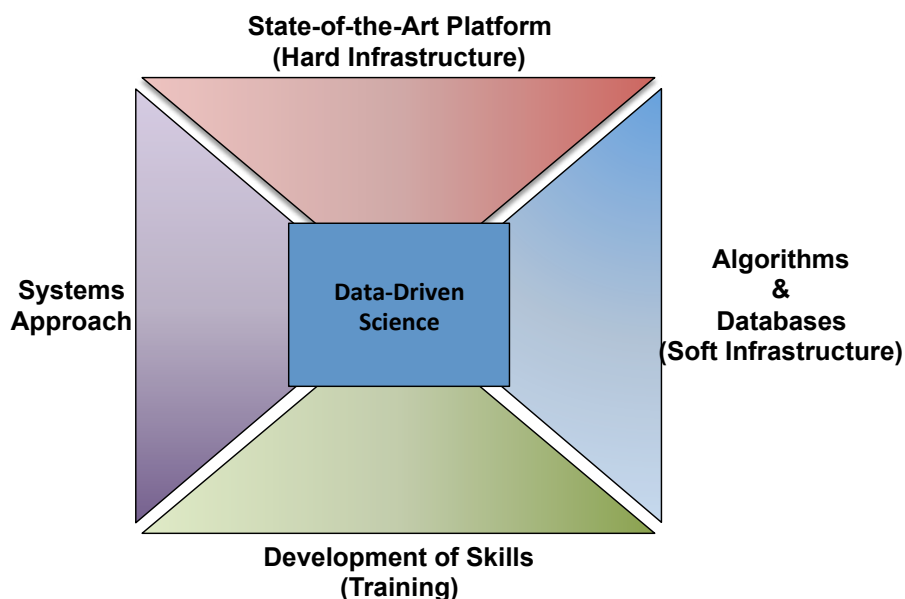 State-of-the-Art Platform
(Hard Infrastructure)
Systems
Approach
Data-Driven
Science
Algorithms
&
Databases
(Soft Infrastructure)
Development of Skills
(Training)